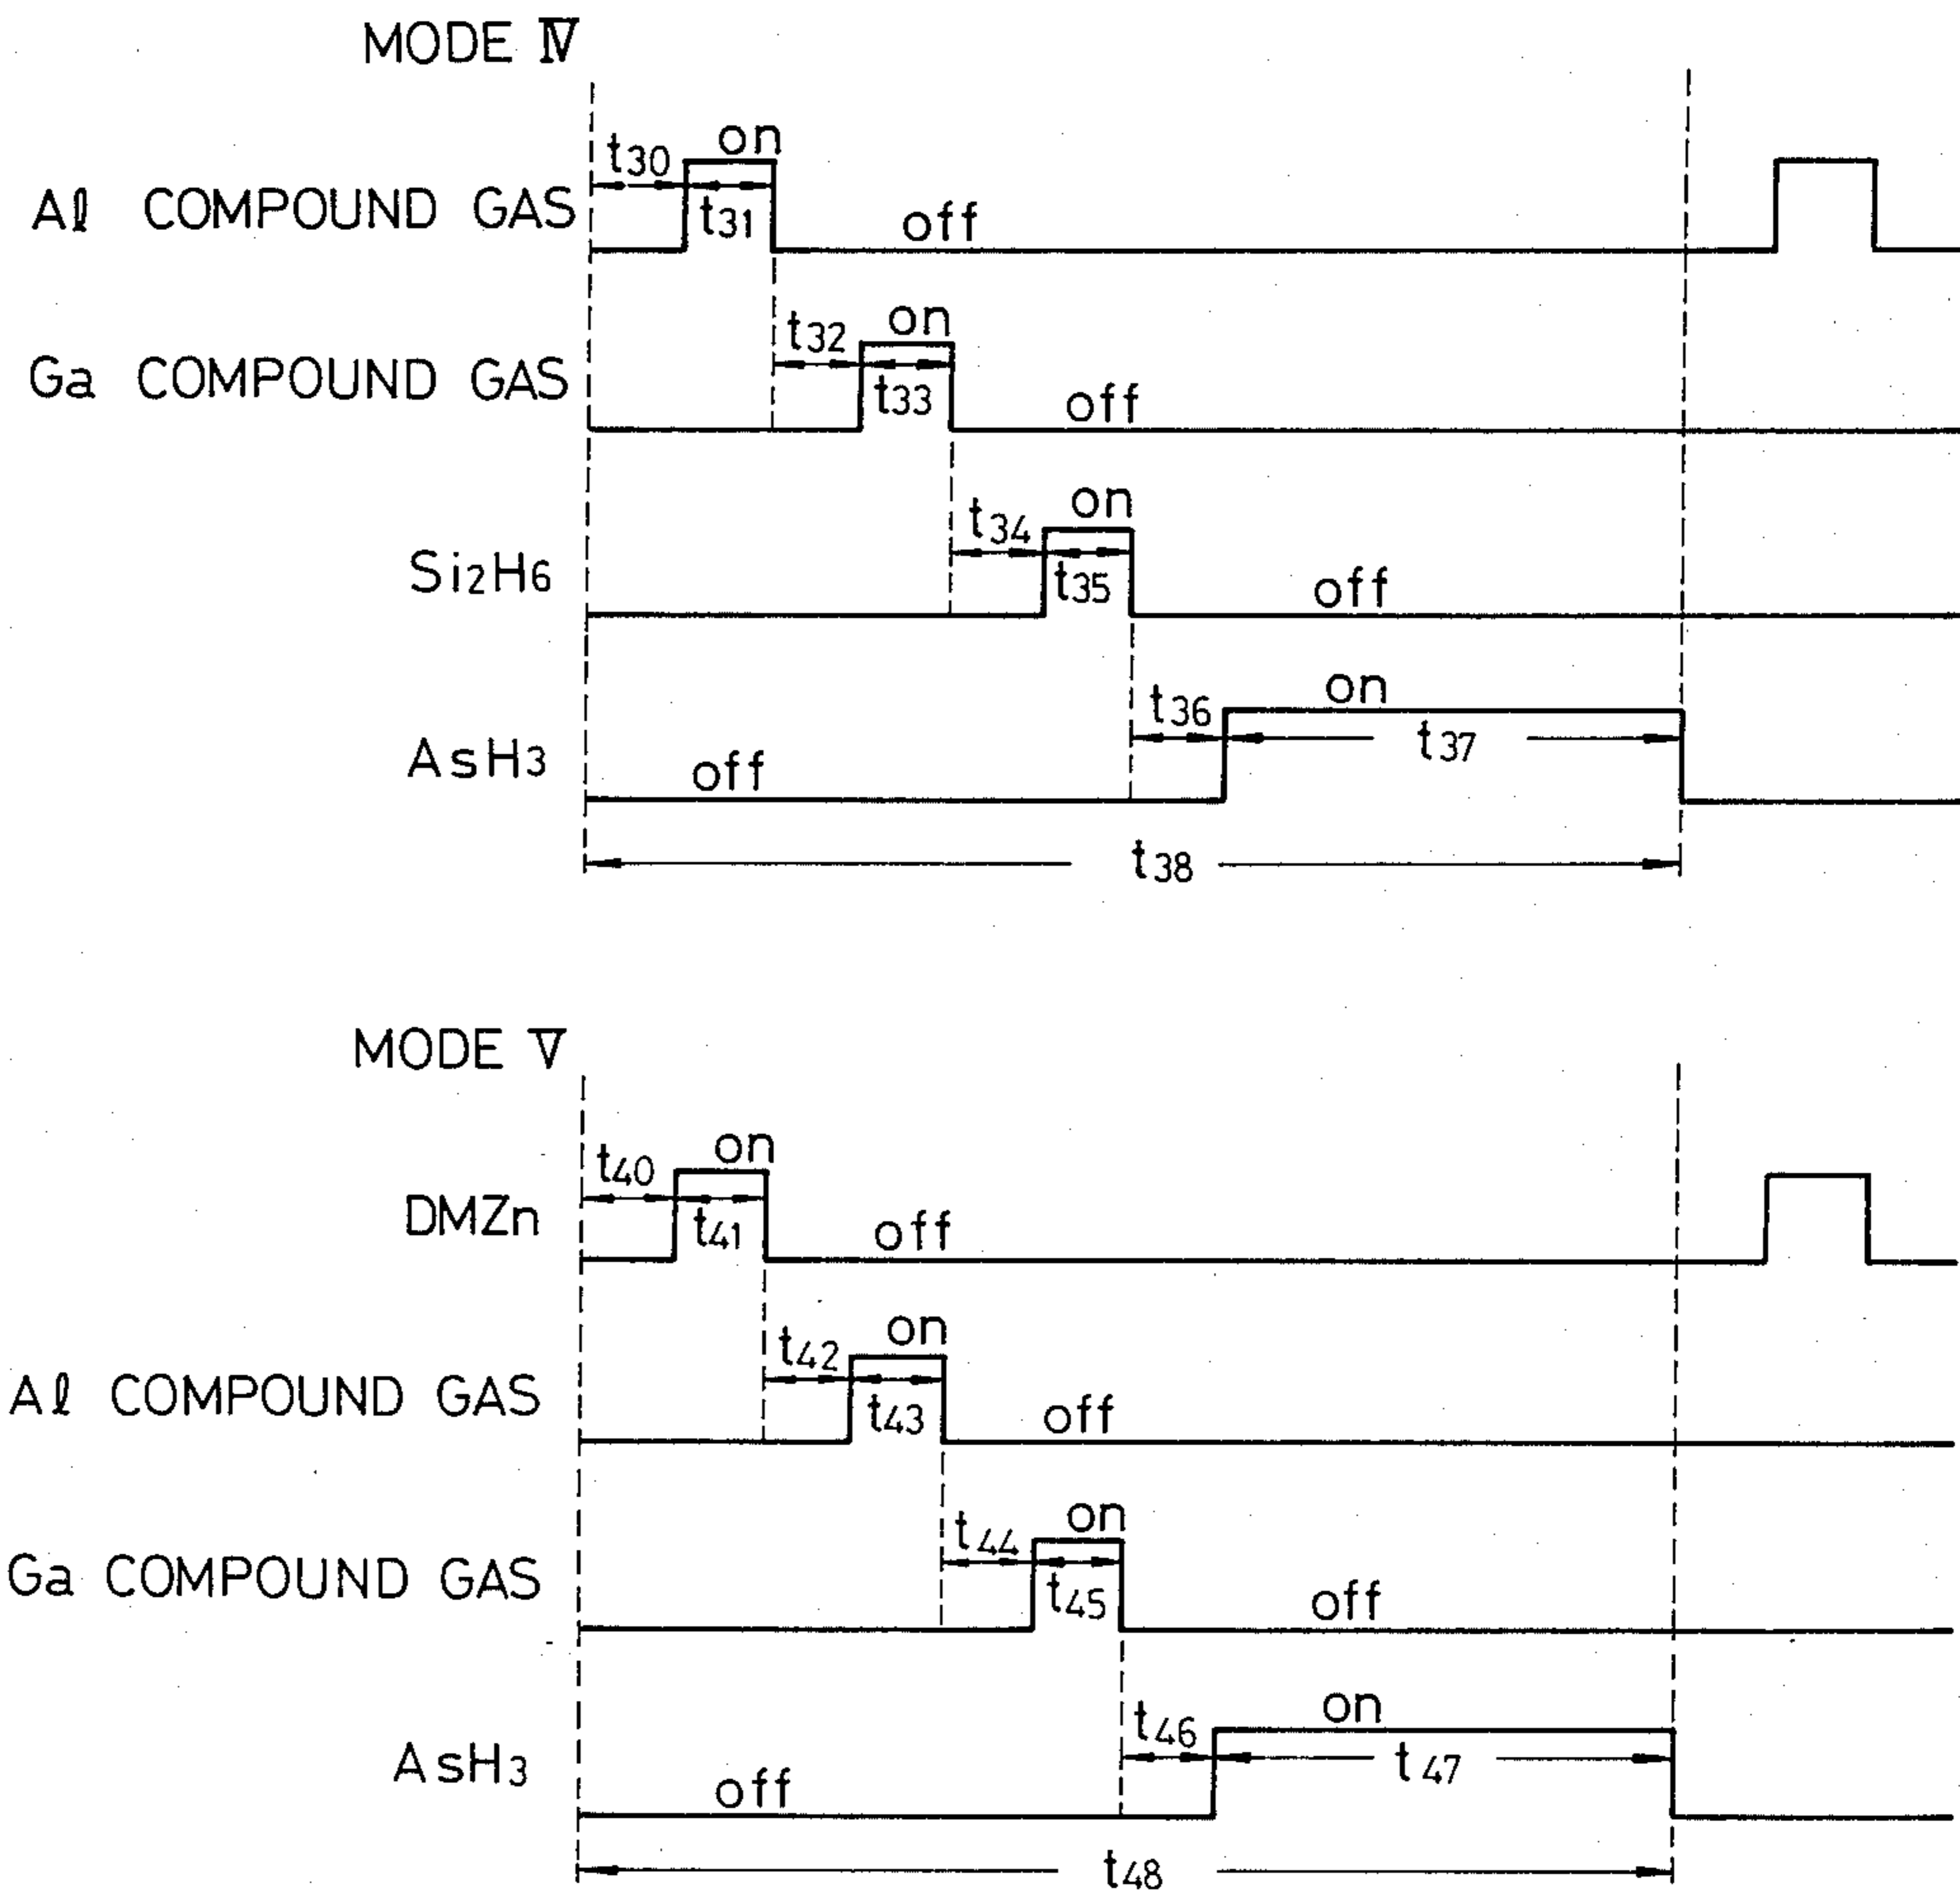 MODE Ⅳ
Aℓ COMPOUND GAS
t30
on
t31
off
Ga COMPOUND GAS
t32
on
t33
off
Si2H6
t34
on
t35
off
AsH3
off
t36
on
t37
t38
MODE Ⅴ
DMZn
t40
on
t41
off
Aℓ COMPOUND GAS
t42
on
t43
off
Ga COMPOUND GAS
t44
on
t45
off
AsH3
off
t46
on
t47
t48